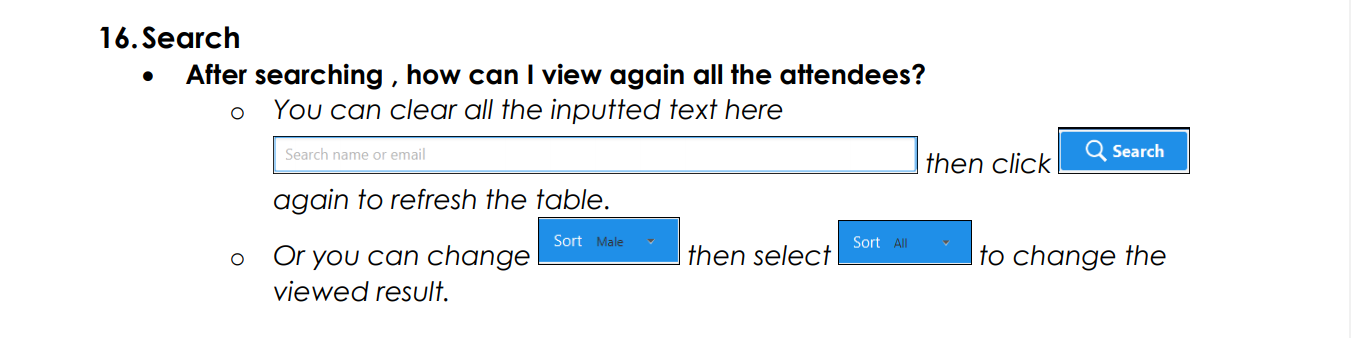 16. Search
• After searching , how can I view again all the attendees?
o You can clear all the inputted text here
Search name or email then click Search
again to refresh the table.
o Or you can change Sort Male then select Sort All to change the
viewed result.